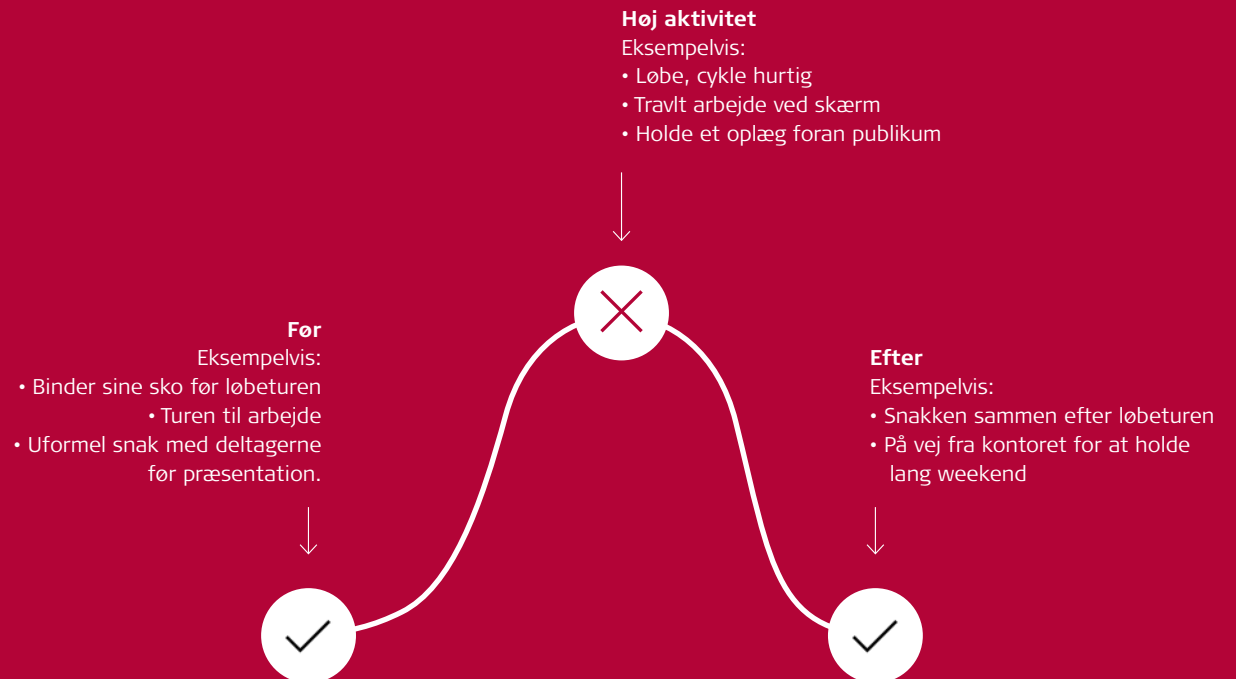 Høj aktivitet
Eksempelvis:
• Løbe, cykle hurtig
• Travlt arbejde ved skærm
• Holde et oplæg foran publikum
Før
Eksempelvis:
• Binder sine sko før løbeturen
• Turen til arbejde
• Uformel snak med deltagerne
før præsentation.
Efter
Eksempelvis:
• Snakken sammen efter løbeturen
• På vej fra kontoret for at holde
lang weekend